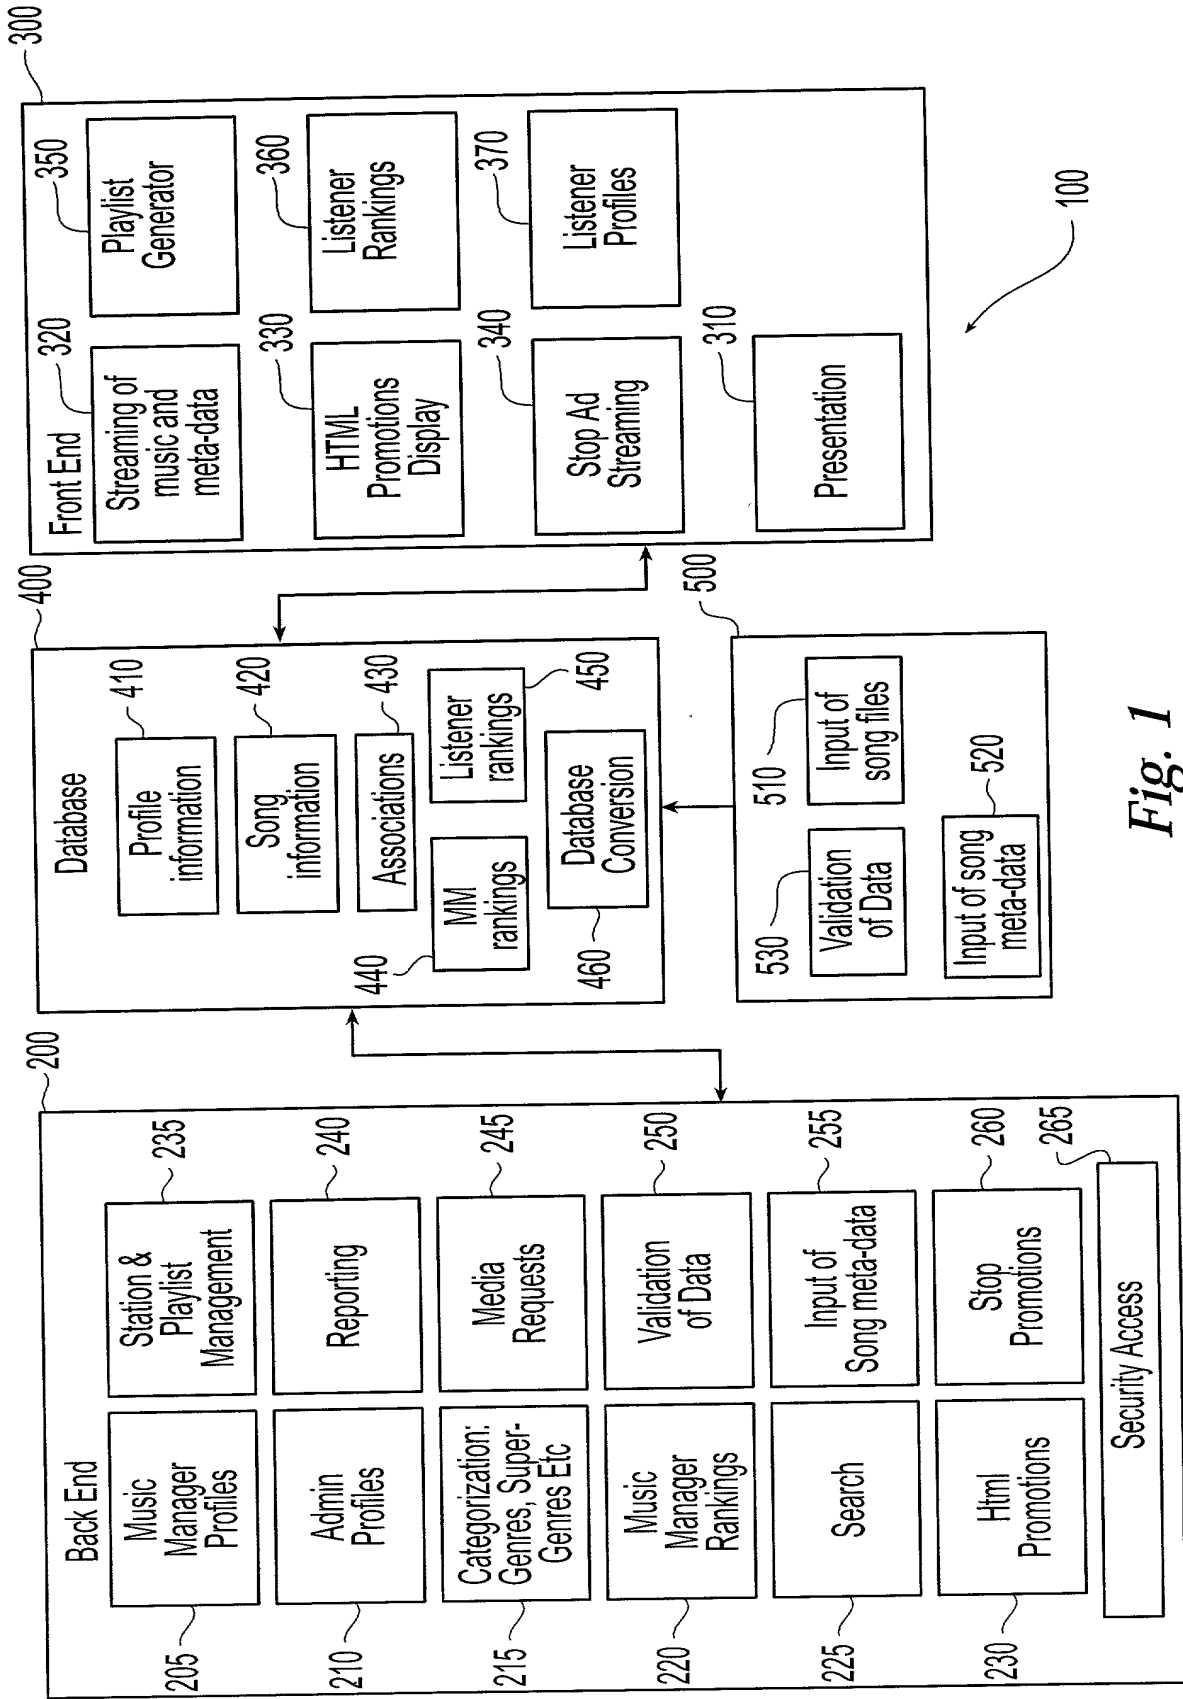 Back End
200
Music
Manager
Profiles
205
Station &
Playlist
Management
235
Admin
Profiles
210
Reporting
240
Categorization:
Genres, Super-
Genres Etc
215
Media
Requests
245
Music
Manager
Rankings
220
Validation
of Data
250
Search
225
Input of
Song meta-data
255
Html
Promotions
230
Stop
Promotions
260
Security Access
265
Database
400
Profile
information
410
Song
information
420
Associations
430
MM
rankings
440
Listener
rankings
450
Database
Conversion
460
500
Validation
of Data
530
Input of
song files
510
Input of song
meta-data
520
Front End
300
Streaming of
music and
meta-data
320
Playlist
Generator
350
HTML
Promotions
Display
330
Listener
Rankings
360
Stop Ad
Streaming
340
Listener
Profiles
370
Presentation
310
100
Fig. 1